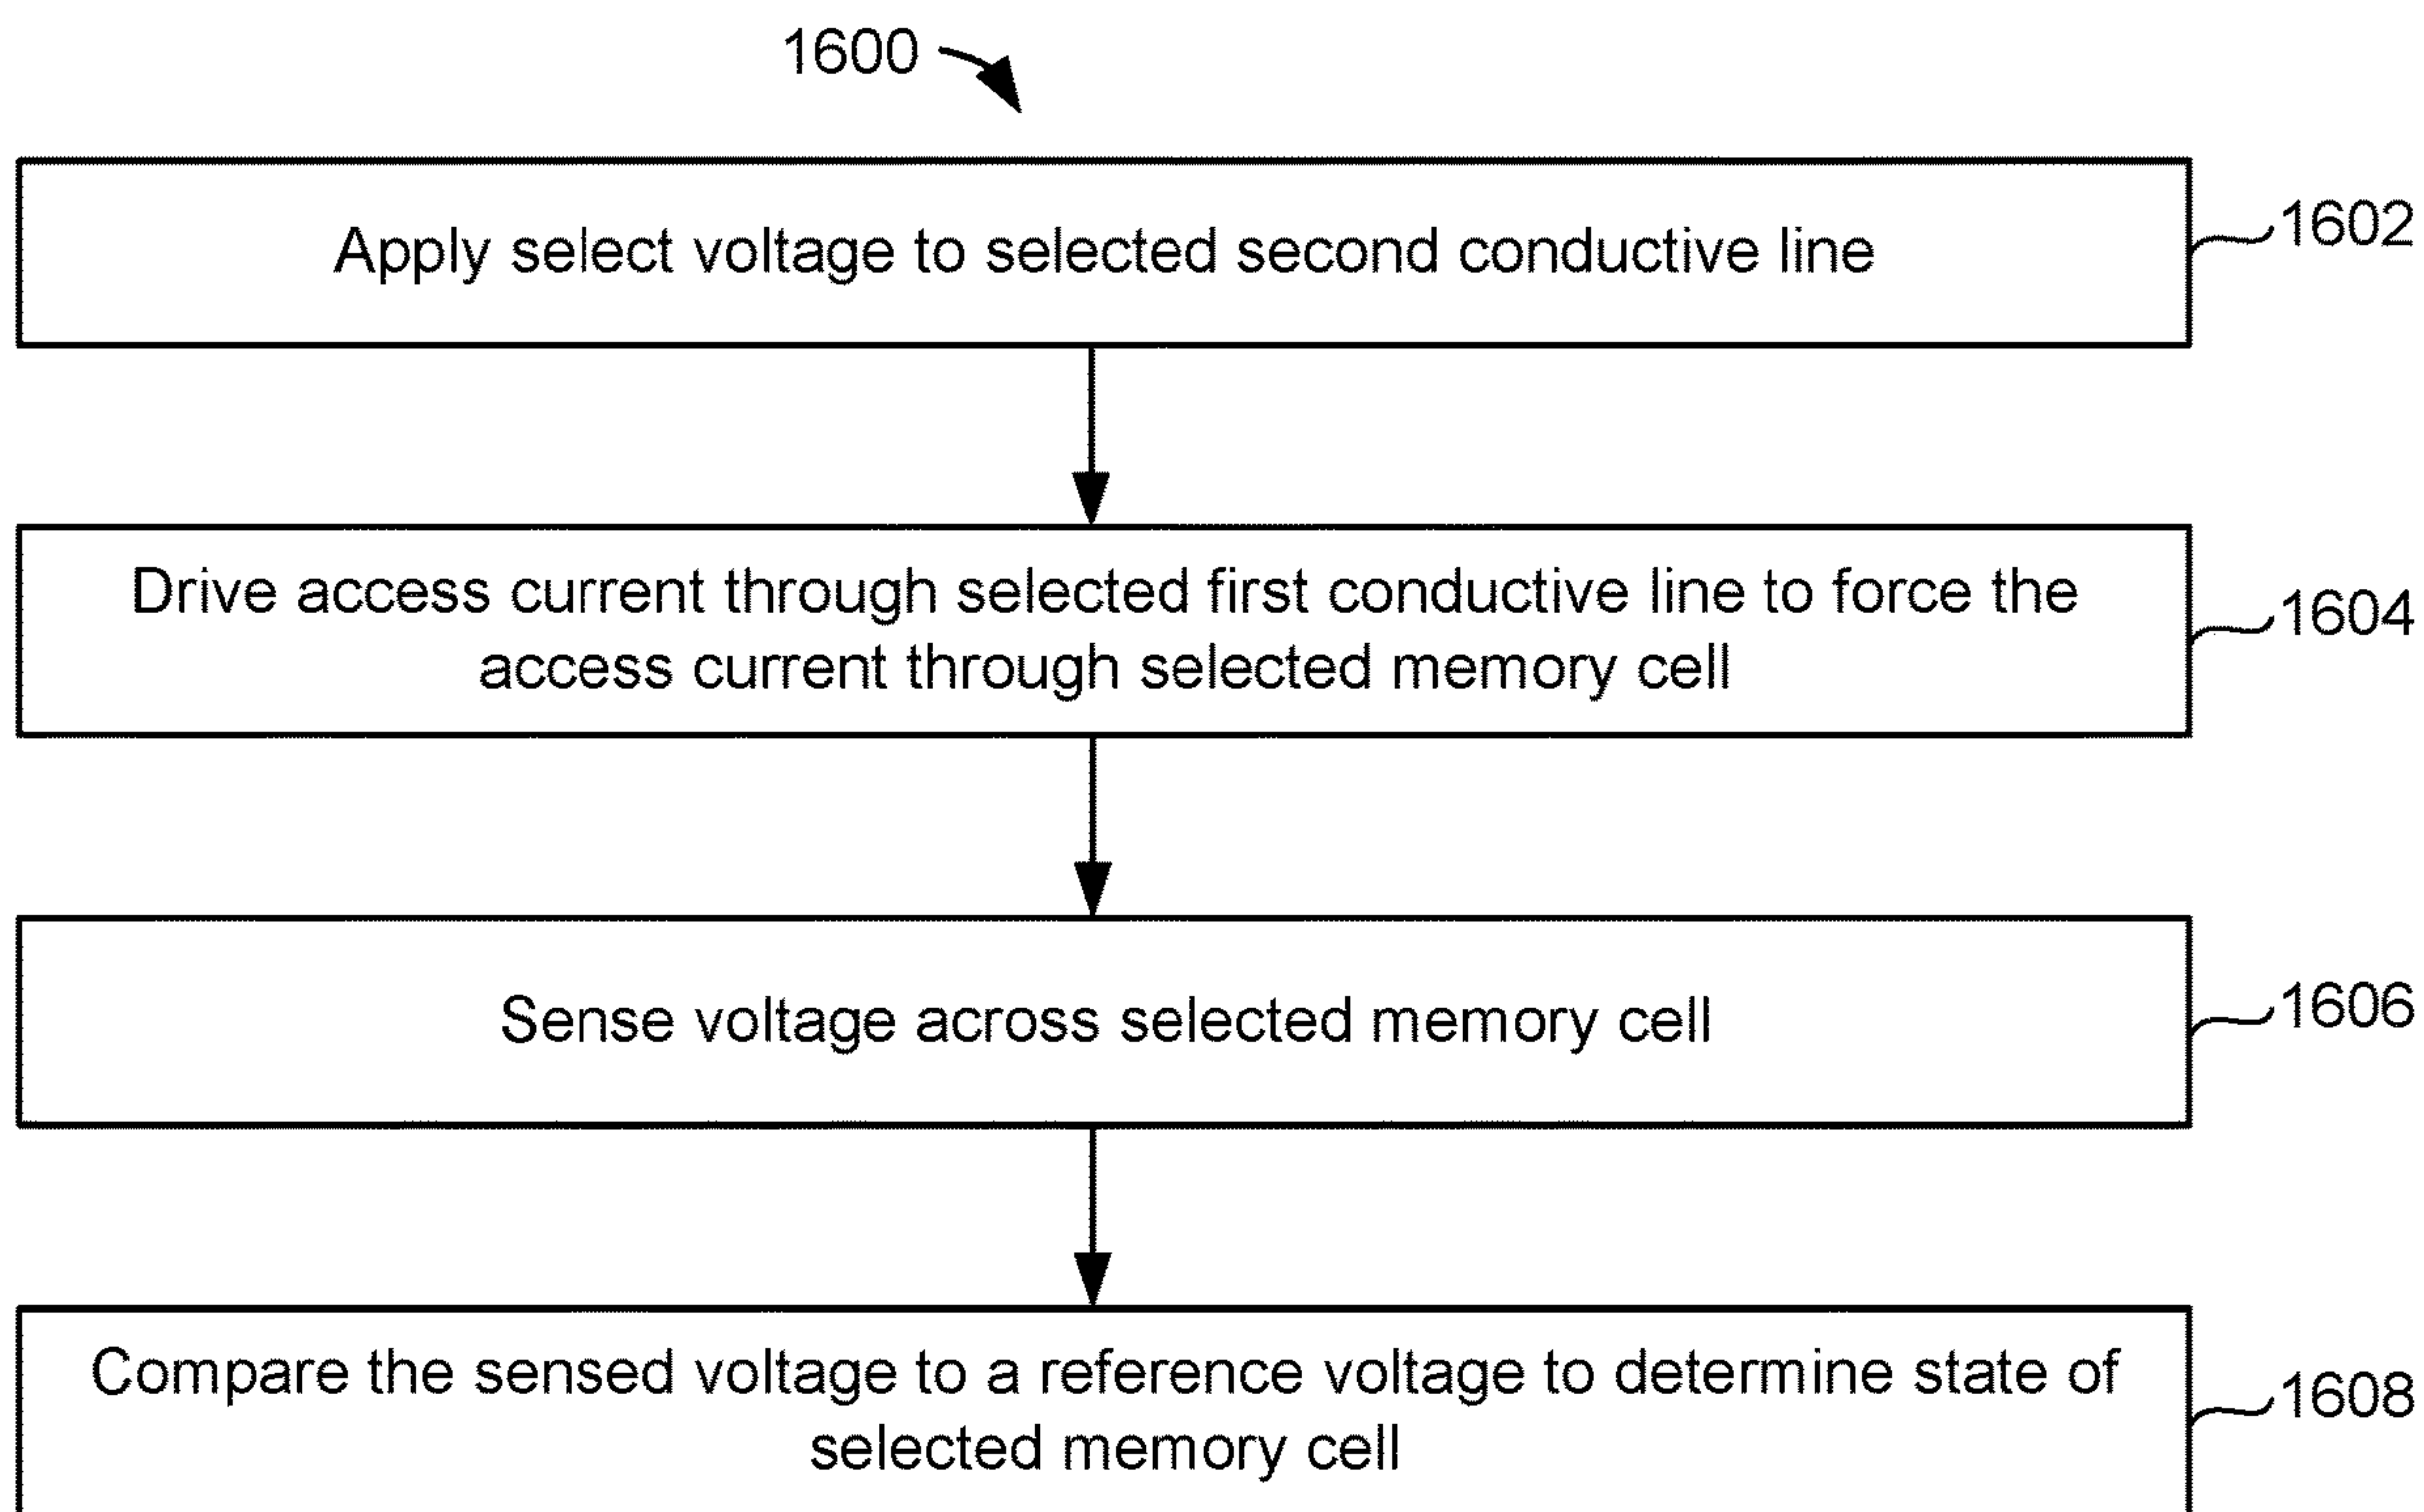 1600
Apply select voltage to selected second conductive line
1602
Drive access current through selected first conductive line to force the
access current through selected memory cell
1604
Sense voltage across selected memory cell
1606
Compare the sensed voltage to a reference voltage to determine state of
selected memory cell
1608